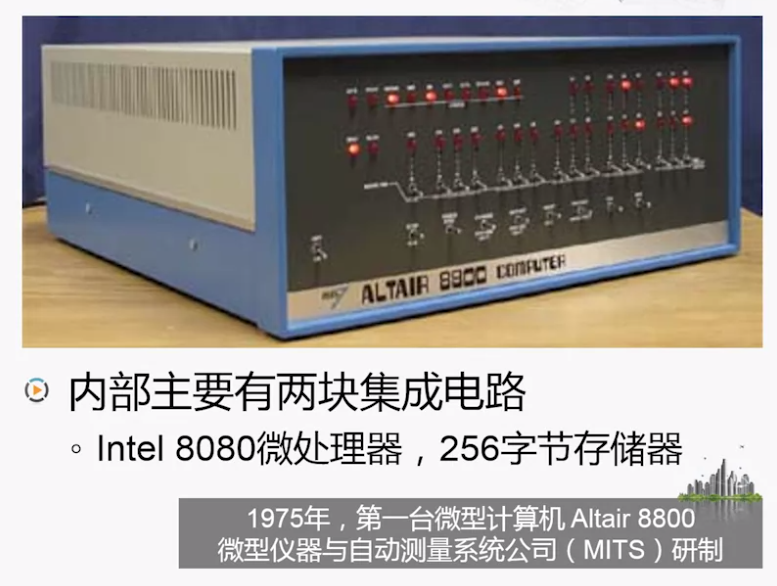 ALTAIR 8800 COMPUTER
内部主要有两块集成电路
Intel 8080微处理器，256字节存储器
1975年，第一台微型计算机 Altair 8800
微型仪器与自动测量系统公司（MITS）研制